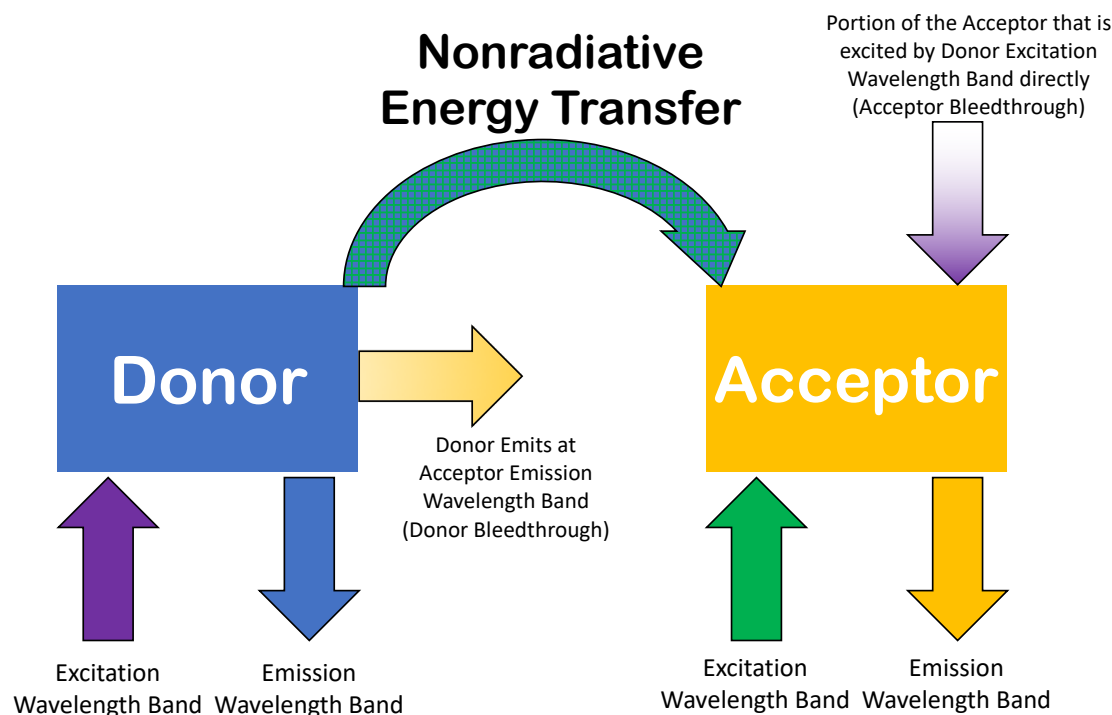 Nonradiative
Energy Transfer
Portion of the Acceptor that is
excited by Donor Excitation
Wavelength Band directly
(Acceptor Bleedthrough)
Donor
Acceptor
Donor Emits at
Acceptor Emission
Wavelength Band
(Donor Bleedthrough)
Excitation
Wavelength Band
Emission
Wavelength Band
Excitation
Wavelength Band
Emission
Wavelength Band